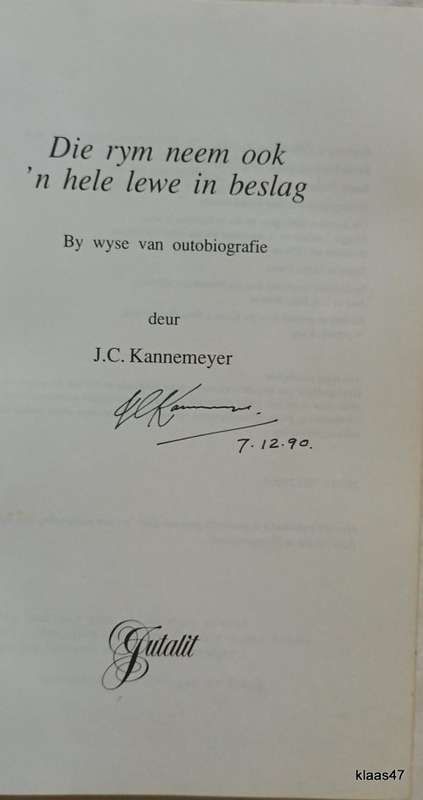 Die rym neem ook
'n hele lewe in beslag
By wyse van outobiografie
deur
J.C. Kannemeyer
7.12.90.
Jutalit
klaas47